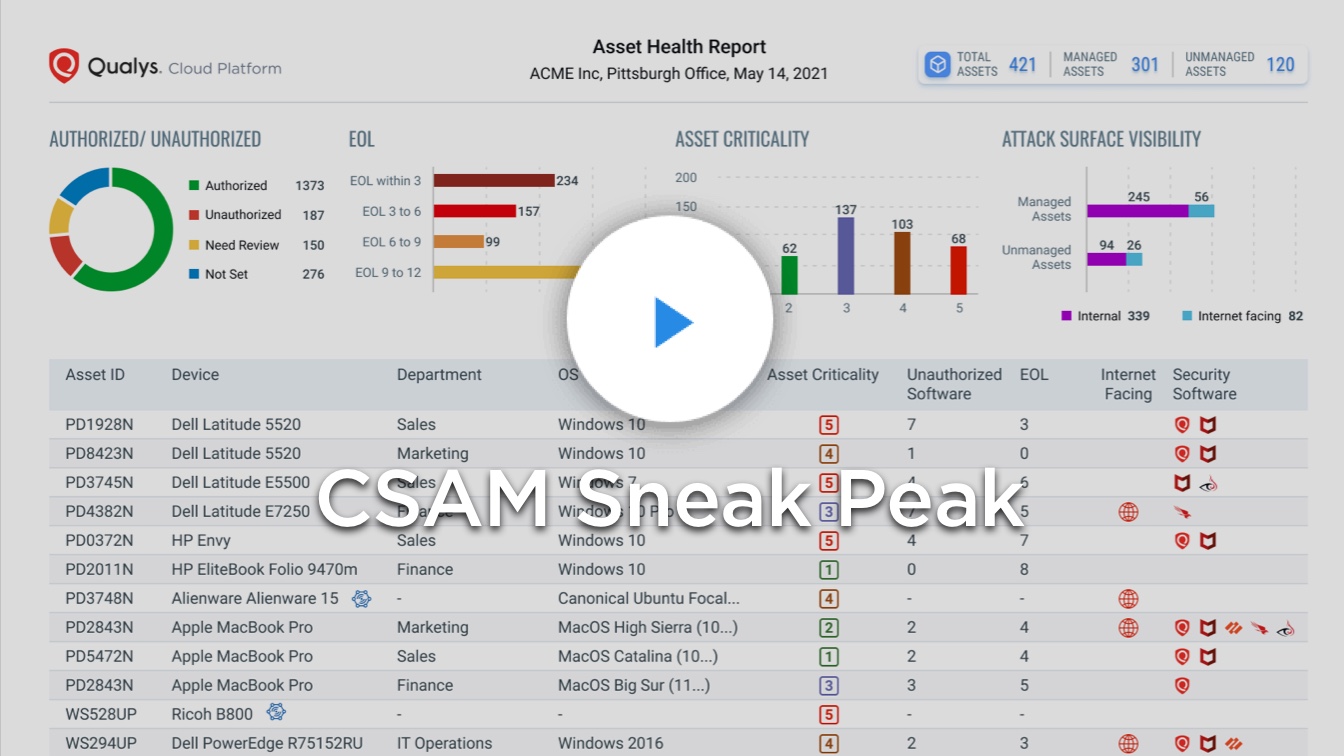 Qualys. Cloud Platform
Asset Health Report
ACME Inc, Pittsburgh Office, May 14, 2021
TOTAL ASSETS 421
MANAGED ASSETS 301
UNMANAGED ASSETS 120
AUTHORIZED/ UNAUTHORIZED
Authorized 1373
Unauthorized 187
Need Review 150
Not Set 276
EOL
EOL within 3 234
EOL 3 to 6 157
EOL 6 to 9 99
EOL 9 to 12
ASSET CRITICALITY
200
150
62 137 103 68
2 3 4 5
ATTACK SURFACE VISIBILITY
Managed Assets 245 56
Unmanaged Assets 94 26
Internal 339 Internet facing 82
Asset ID Device Department OS Asset Criticality Unauthorized Software EOL Internet Facing Security Software
PD1928N Dell Latitude 5520 Sales Windows 10 5 7 3
PD8423N Dell Latitude 5520 Marketing Windows 10 4 1 0
PD3745N Dell Latitude E5500 Sales Windows 7 5 4 6
CSAM Sneak Peak
PD4382N Dell Latitude E7250 Finance Windows 10 Pro 3 7 5
PD0372N HP Envy Sales Windows 10 5 4 7
PD2011N HP EliteBook Folio 9470m Finance Windows 10 1 0 8
PD3748N Alienware Alienware 15 - Canonical Ubuntu Focal... 4 - -
PD2843N Apple MacBook Pro Marketing MacOS High Sierra (10...) 2 2 4
PD5472N Apple MacBook Pro Sales MacOS Catalina (10...) 1 2 4
PD2843N Apple MacBook Pro Finance MacOS Big Sur (11...) 3 3 5
WS528UP Ricoh B800 - - 5 - -
WS294UP Dell PowerEdge R75152RU IT Operations Windows 2016 4 2 3